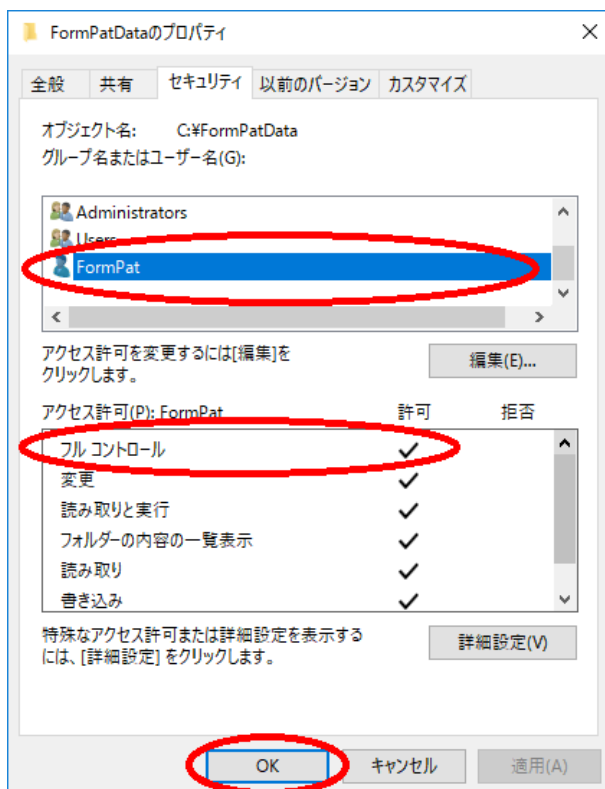 FormPatDataのプロパティ
全般 共有 セキュリティ 以前のバージョン カスタマイズ
オブジェクト名: C:¥FormPatData
グループ名またはユーザー名(G):
Administrators
Users
FormPat
アクセス許可を変更するには[編集]を
クリックします。
編集(E)...
アクセス許可(P): FormPat 許可 拒否
フル コントロール
変更
読み取りと実行
フォルダーの内容の一覧表示
読み取り
書き込み
特殊なアクセス許可または詳細設定を表示する
には、[詳細設定] をクリックします。
詳細設定(V)
OK キャンセル 適用(A)